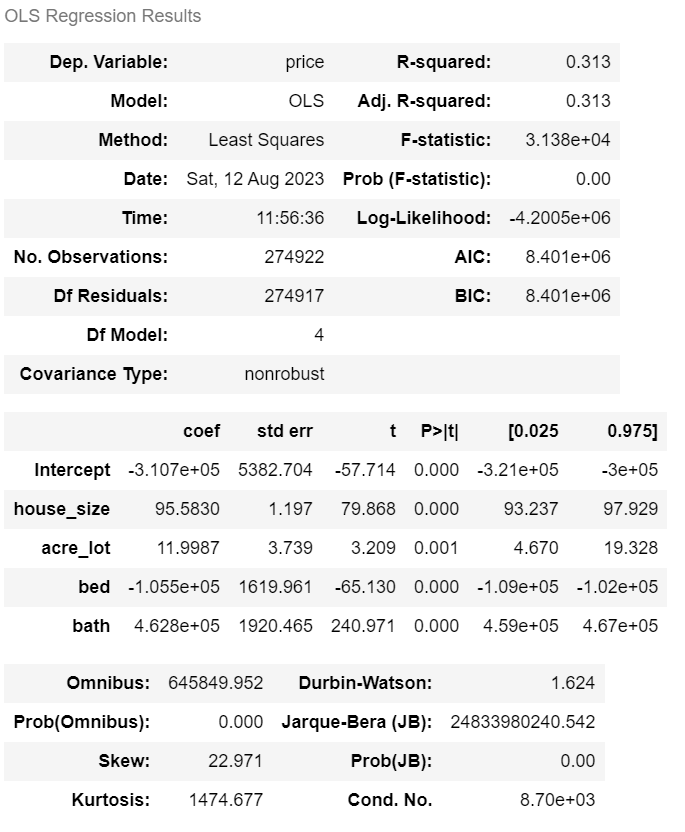 OLS Regression Results
Dep. Variable: price R-squared: 0.313
Model: OLS Adj. R-squared: 0.313
Method: Least Squares F-statistic: 3.138e+04
Date: Sat, 12 Aug 2023 Prob (F-statistic): 0.00
Time: 11:56:36 Log-Likelihood: -4.2005e+06
No. Observations: 274922 AIC: 8.401e+06
Df Residuals: 274917 BIC: 8.401e+06
Df Model: 4
Covariance Type: nonrobust
coef std err t P>|t| [0.025 0.975]
Intercept -3.107e+05 5382.704 -57.714 0.000 -3.21e+05 -3e+05
house_size 95.5830 1.197 79.868 0.000 93.237 97.929
acre_lot 11.9987 3.739 3.209 0.001 4.670 19.328
bed -1.055e+05 1619.961 -65.130 0.000 -1.09e+05 -1.02e+05
bath 4.628e+05 1920.465 240.971 0.000 4.59e+05 4.67e+05
Omnibus: 645849.952 Durbin-Watson: 1.624
Prob(Omnibus): 0.000 Jarque-Bera (JB): 24833980240.542
Skew: 22.971 Prob(JB): 0.00
Kurtosis: 1474.677 Cond. No. 8.70e+03